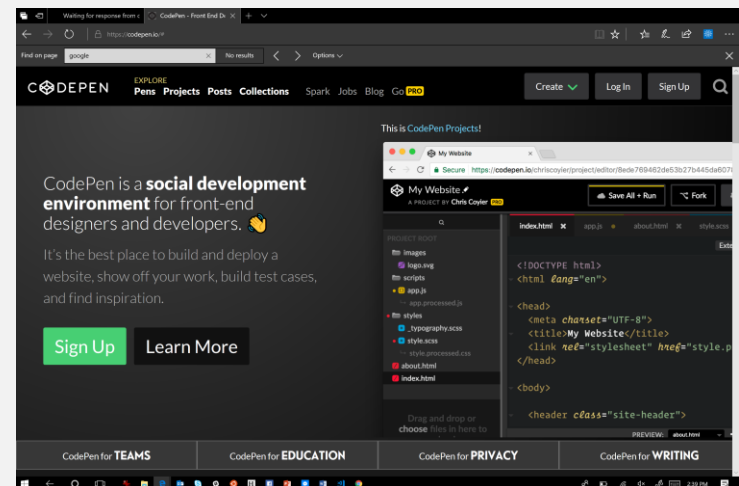 Waiting for response from c
CodePen - Front End D
https://codepen.io/#
Find on page
google
No results
Options
CODEPEN
EXPLORE
Pens Projects Posts Collections Spark Jobs Blog Go PRO
Create
Log In
Sign Up
This is CodePen Projects!
My Website
Secure https://codepen.io/chriscoyier/project/editor/8ede769462de53b27b445da607
My Website
A PROJECT BY Chris Coyier PRO
Save All + Run
Fork
CodePen is a social development
environment for front-end
designers and developers.
It's the best place to build and deploy a
website, show off your work, build test cases,
and find inspiration.
Sign Up
Learn More
PROJECT ROOT
images
logo.svg
scripts
app.js
app.processed.js
styles
_typography.scss
style.scss
style.processed.css
about.html
index.html
Drag and drop or
choose files in here to
index.html
app.js
about.html
style.scss
Exte
<!DOCTYPE html>
<html lang="en">
<head>
<meta charset="UTF-8">
<title>My Website</title>
<link rel="stylesheet" href="style.p
</head>
<body>
<header class="site-header">
PREVIEW: about.html
CodePen for TEAMS
CodePen for EDUCATION
CodePen for PRIVACY
CodePen for WRITING
2:39 PM